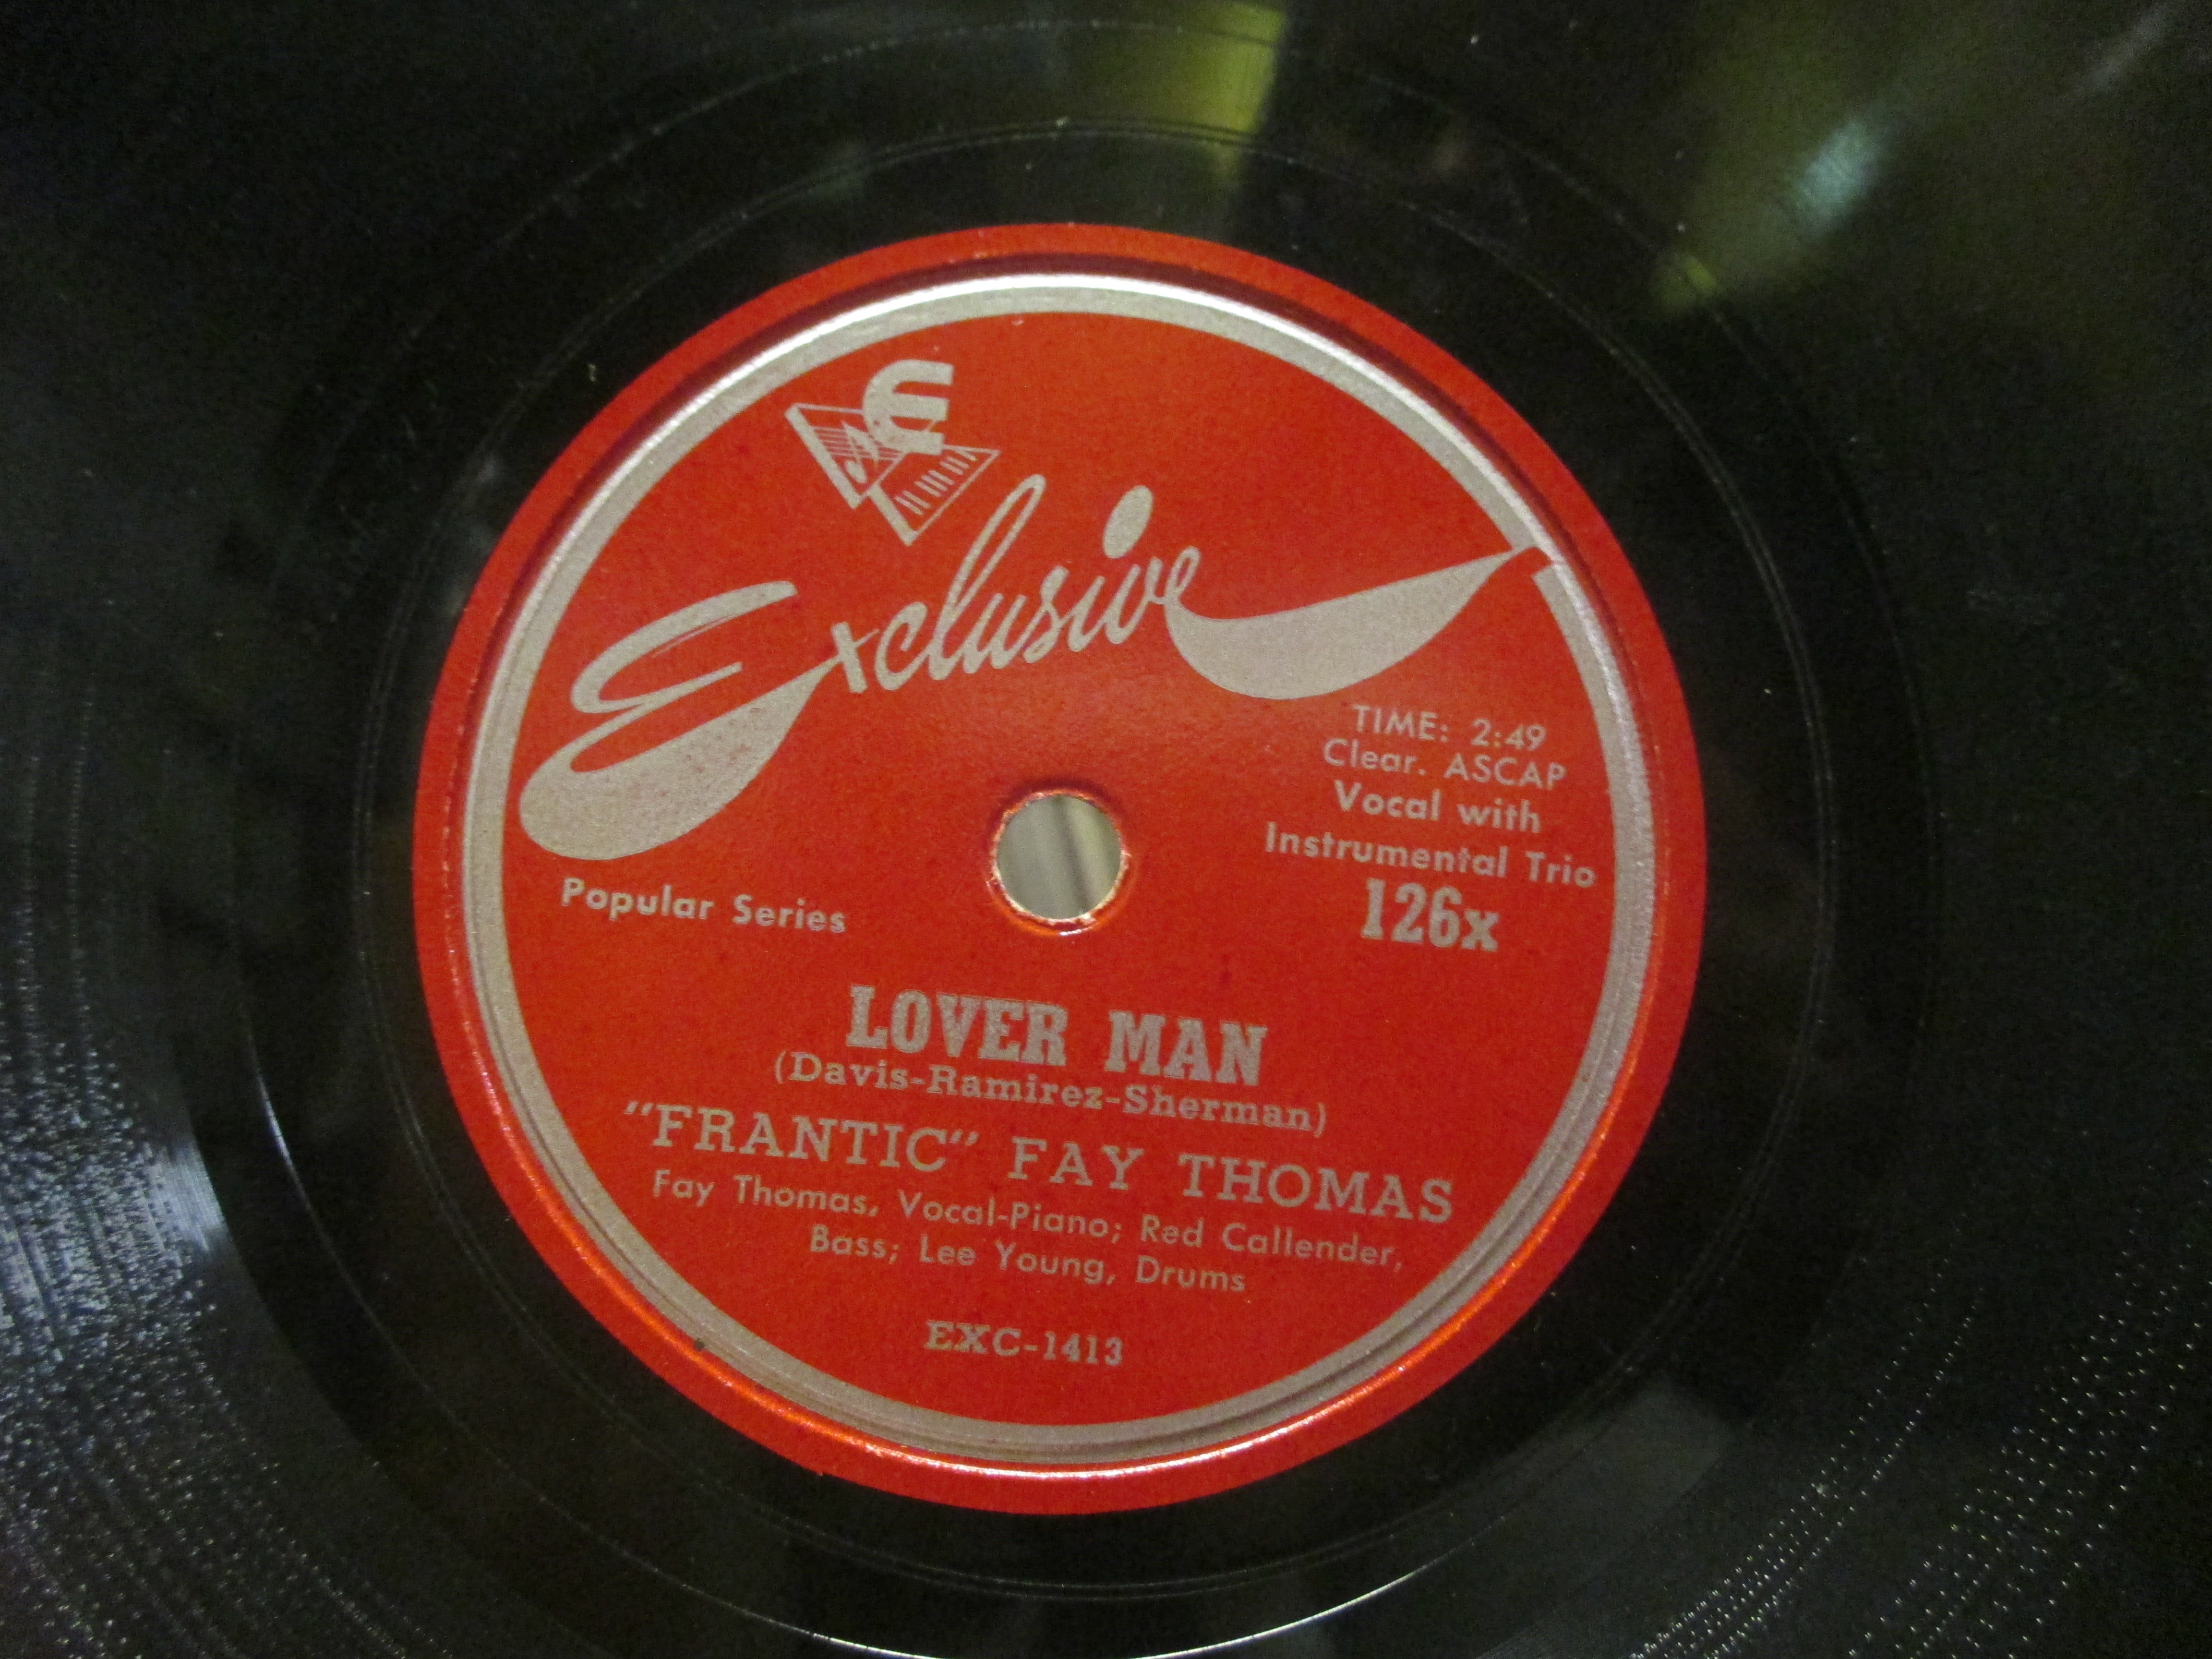 E
Exclusive
TIME: 2:49
Clear. ASCAP
Vocal with
Instrumental Trio
126x
Popular Series
LOVER MAN
(Davis-Ramirez-Sherman)
"FRANTIC" FAY THOMAS
Fay Thomas, Vocal-Piano; Red Callender,
Bass; Lee Young, Drums
EXC-1413